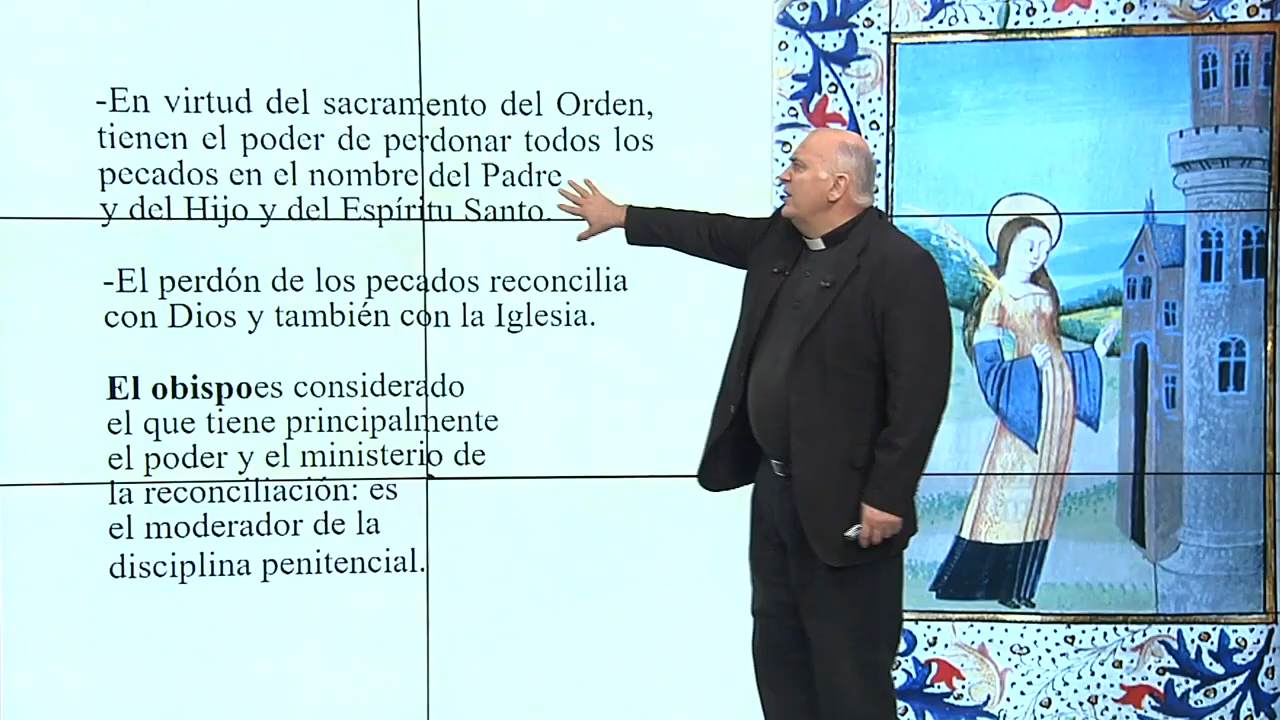 -En virtud del sacramento del Orden,
tienen el poder de perdonar todos los
pecados en el nombre del Padre
y del Hijo y del Espíritu Santo.
-El perdón de los pecados reconcilia
con Dios y también con la Iglesia.
El obispoes considerado
el que tiene principalmente
el poder y el ministerio de
la reconciliación: es
el moderador de la
disciplina penitencial.